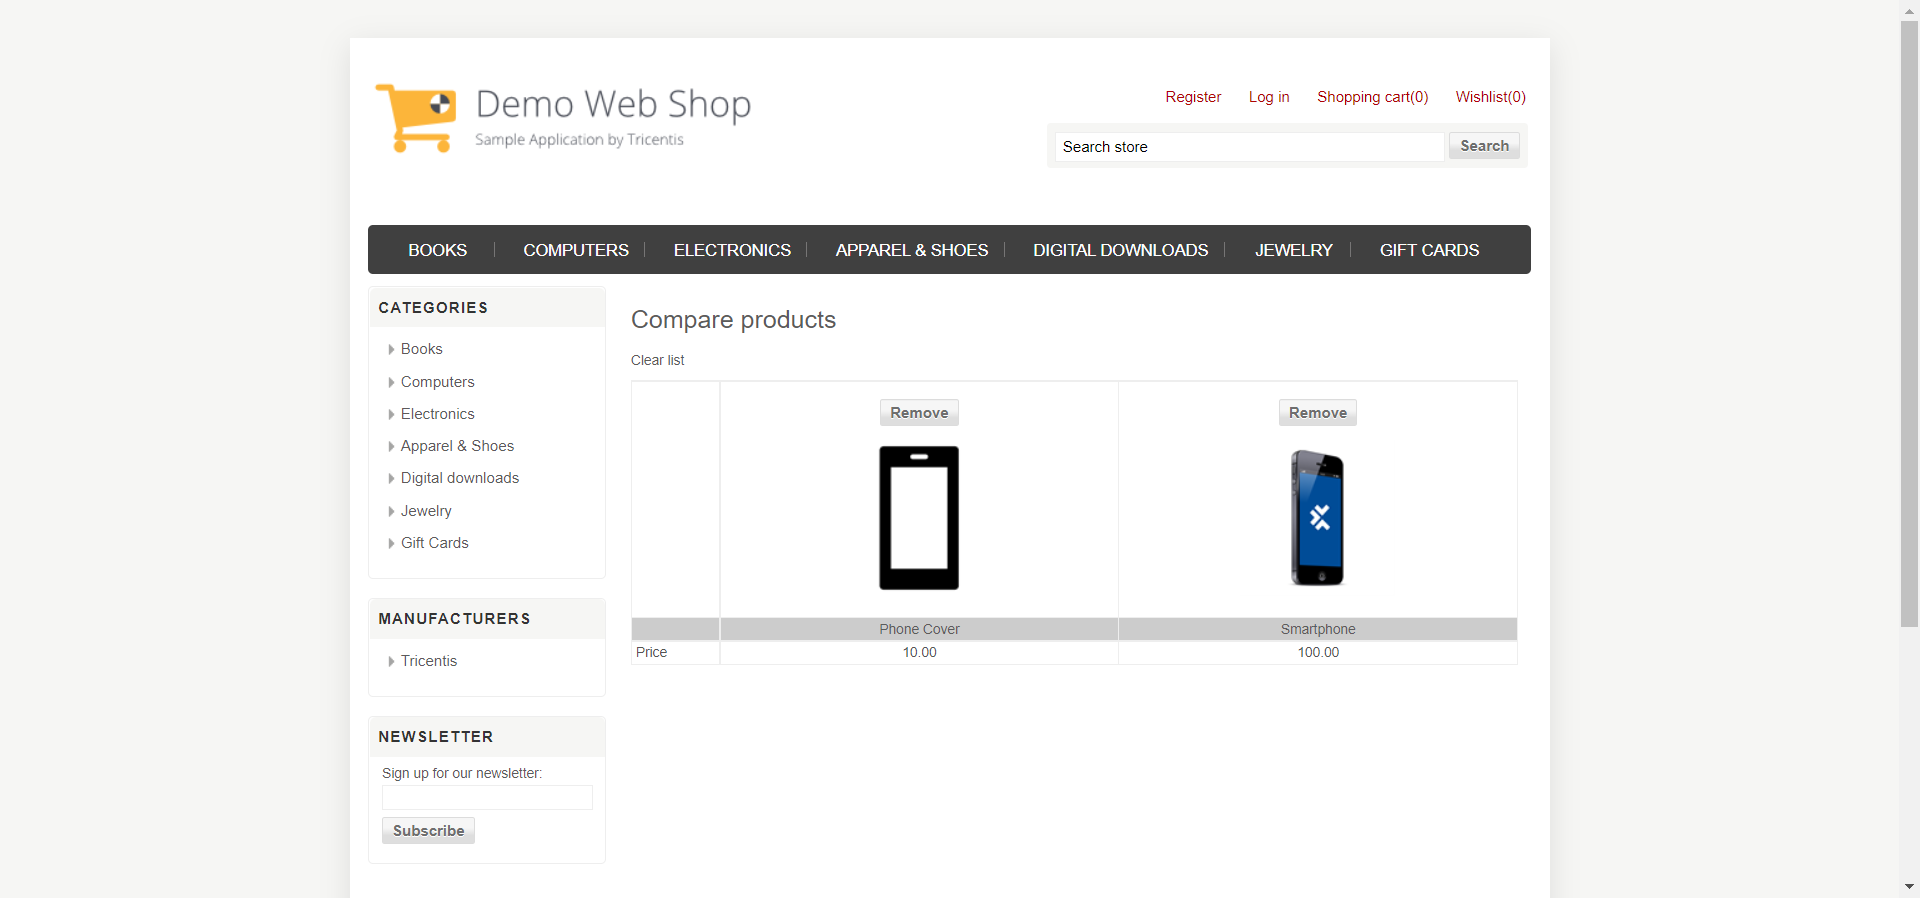 Demo Web Shop
Sample Application by Tricentis
Register Log in Shopping cart(0) Wishlist(0)
Search store Search
BOOKS COMPUTERS ELECTRONICS APPAREL & SHOES DIGITAL DOWNLOADS JEWELRY GIFT CARDS
CATEGORIES
Books
Computers
Electronics
Apparel & Shoes
Digital downloads
Jewelry
Gift Cards
MANUFACTURERS
Tricentis
NEWSLETTER
Sign up for our newsletter:
Subscribe
Compare products
Clear list
Remove Remove
Phone Cover Smartphone
Price 10.00 100.00